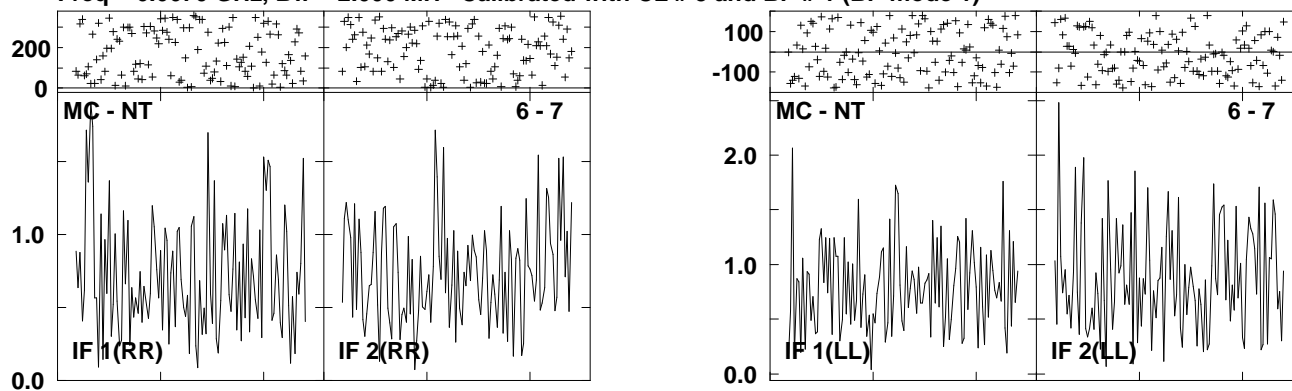 200
0
MC - NT
6 - 7
1.0
0.0
IF 1(RR)
IF 2(RR)
100
-100
MC - NT
6 - 7
2.0
1.0
0.0
IF 1(LL)
IF 2(LL)